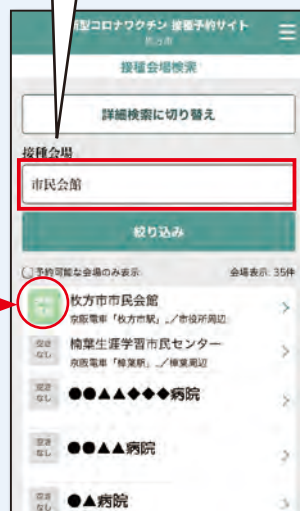 新型コロナワクチン 接種予約サイト
枚方市
接種会場検索
詳細検索に切り替え
接種会場
市民会館
絞り込み
予約可能な会場のみ表示
会場表示: 35件
枚方市市民会館
京阪電車「枚方市駅」_/市役所周辺
空き
なし
楠葉生涯学習市民センター
京阪電車「樟葉駅」_/樟葉周辺
空き
なし
●●▲▲◆◆◆病院
空き
なし
●●▲▲病院
空き
なし
●▲病院